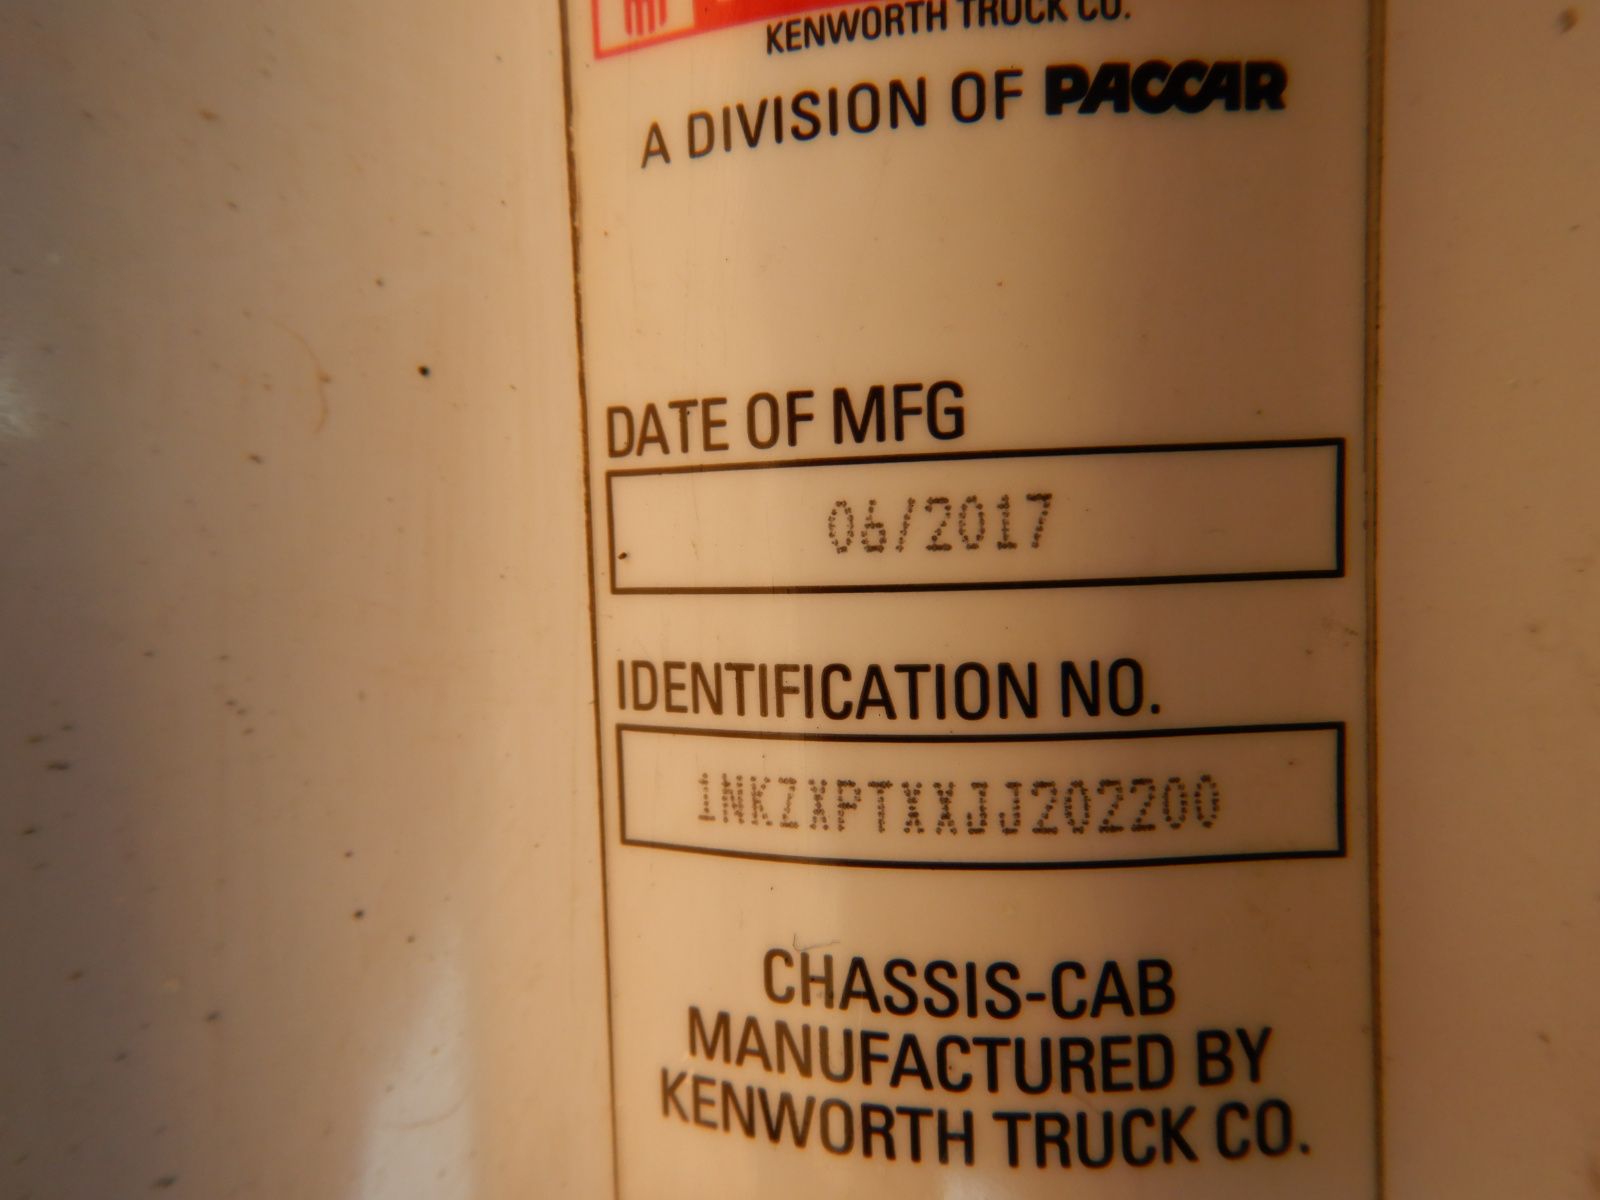 KENWORTH TRUCK CO.
A DIVISION OF PACCAR
DATE OF MFG
06/2017
IDENTIFICATION NO.
1NKZXPTXXJJ202200
CHASSIS-CAB
MANUFACTURED BY
KENWORTH TRUCK CO.